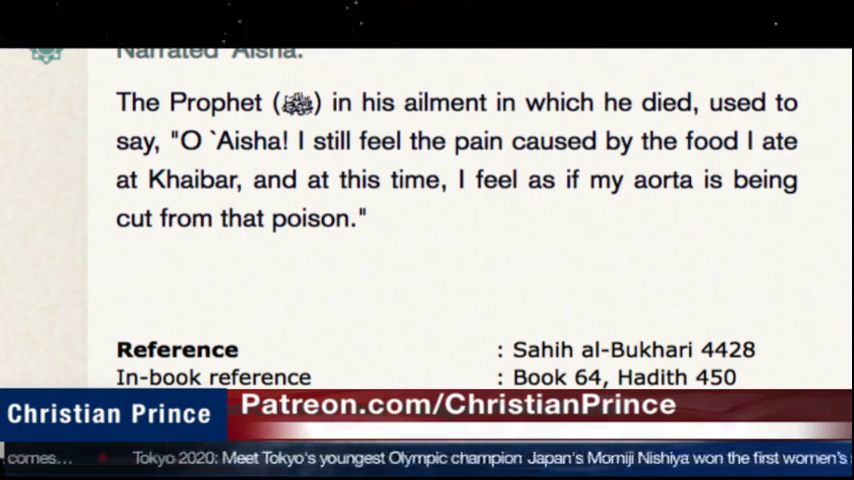 Narrated `Aisha:
The Prophet (ﷺ) in his ailment in which he died, used to
say, "O `Aisha! I still feel the pain caused by the food I ate
at Khaibar, and at this time, I feel as if my aorta is being
cut from that poison."
Reference : Sahih al-Bukhari 4428
In-book reference : Book 64, Hadith 450
Christian Prince
Patreon.com/ChristianPrince
comes... Tokyo 2020: Meet Tokyo's youngest Olympic champion Japan's Momiji Nishiya won the first women's